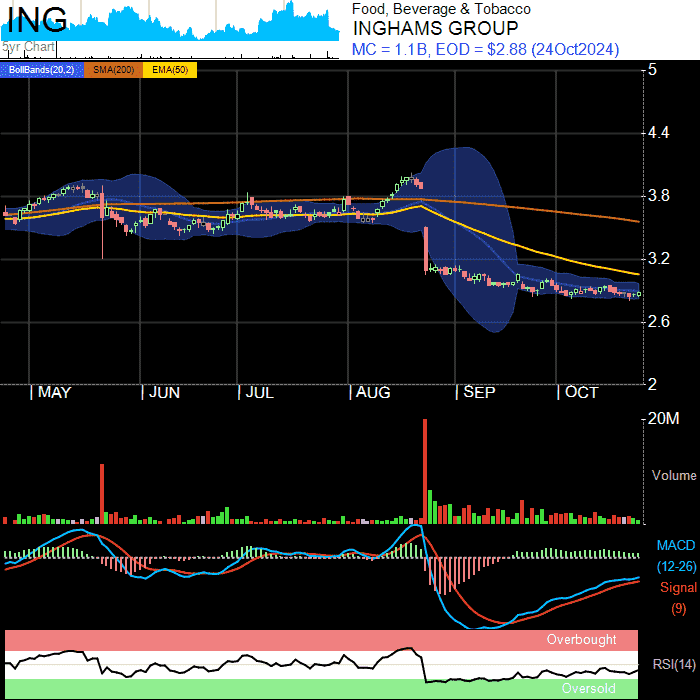 ING
5yr Chart
Food, Beverage & Tobacco
INGHAMS GROUP
MC = 1.1B, EOD = $2.88 (24Oct2024)
BollBands(20,2) SMA(200) EMA(50)
5
4.4
3.8
3.2
2.6
2
MAY JUN JUL AUG SEP OCT
20M
Volume
MACD
(12-26)
Signal
(9)
Overbought
RSI(14)
Oversold